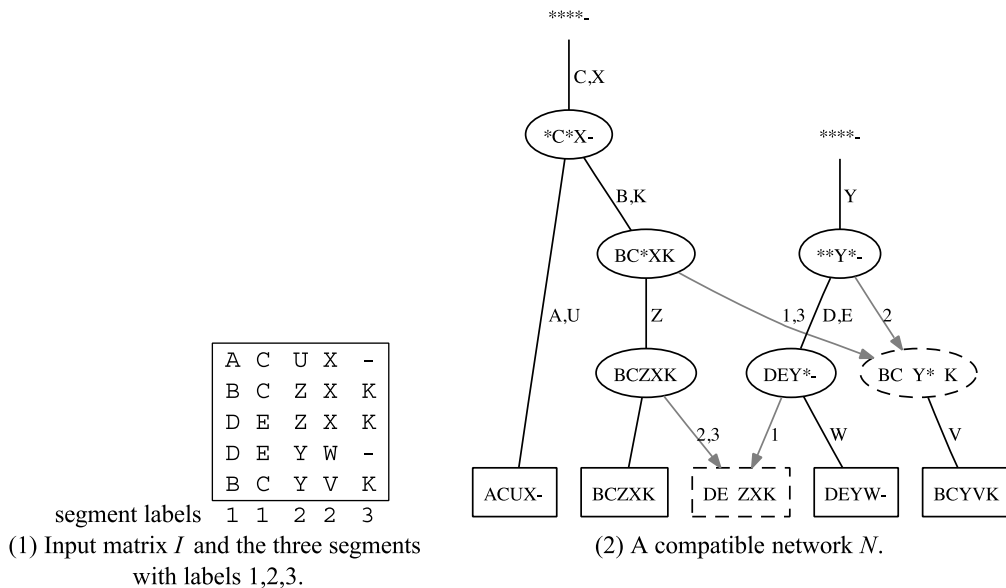 ****-
C,X
*C*X-
****-
B,K
Y
BC*XK
**Y*-
A,U
Z
1,3
D,E
2
BCZXK
DEY*-
BC Y* K
2,3
1
W
V
ACUX-
BCZXK
DE ZXK
DEYW-
BCYVK
A C U X -
B C Z X K
D E Z X K
D E Y W -
B C Y V K
segment labels 1 1 2 2 3
(1) Input matrix I and the three segments
with labels 1,2,3.
(2) A compatible network N.